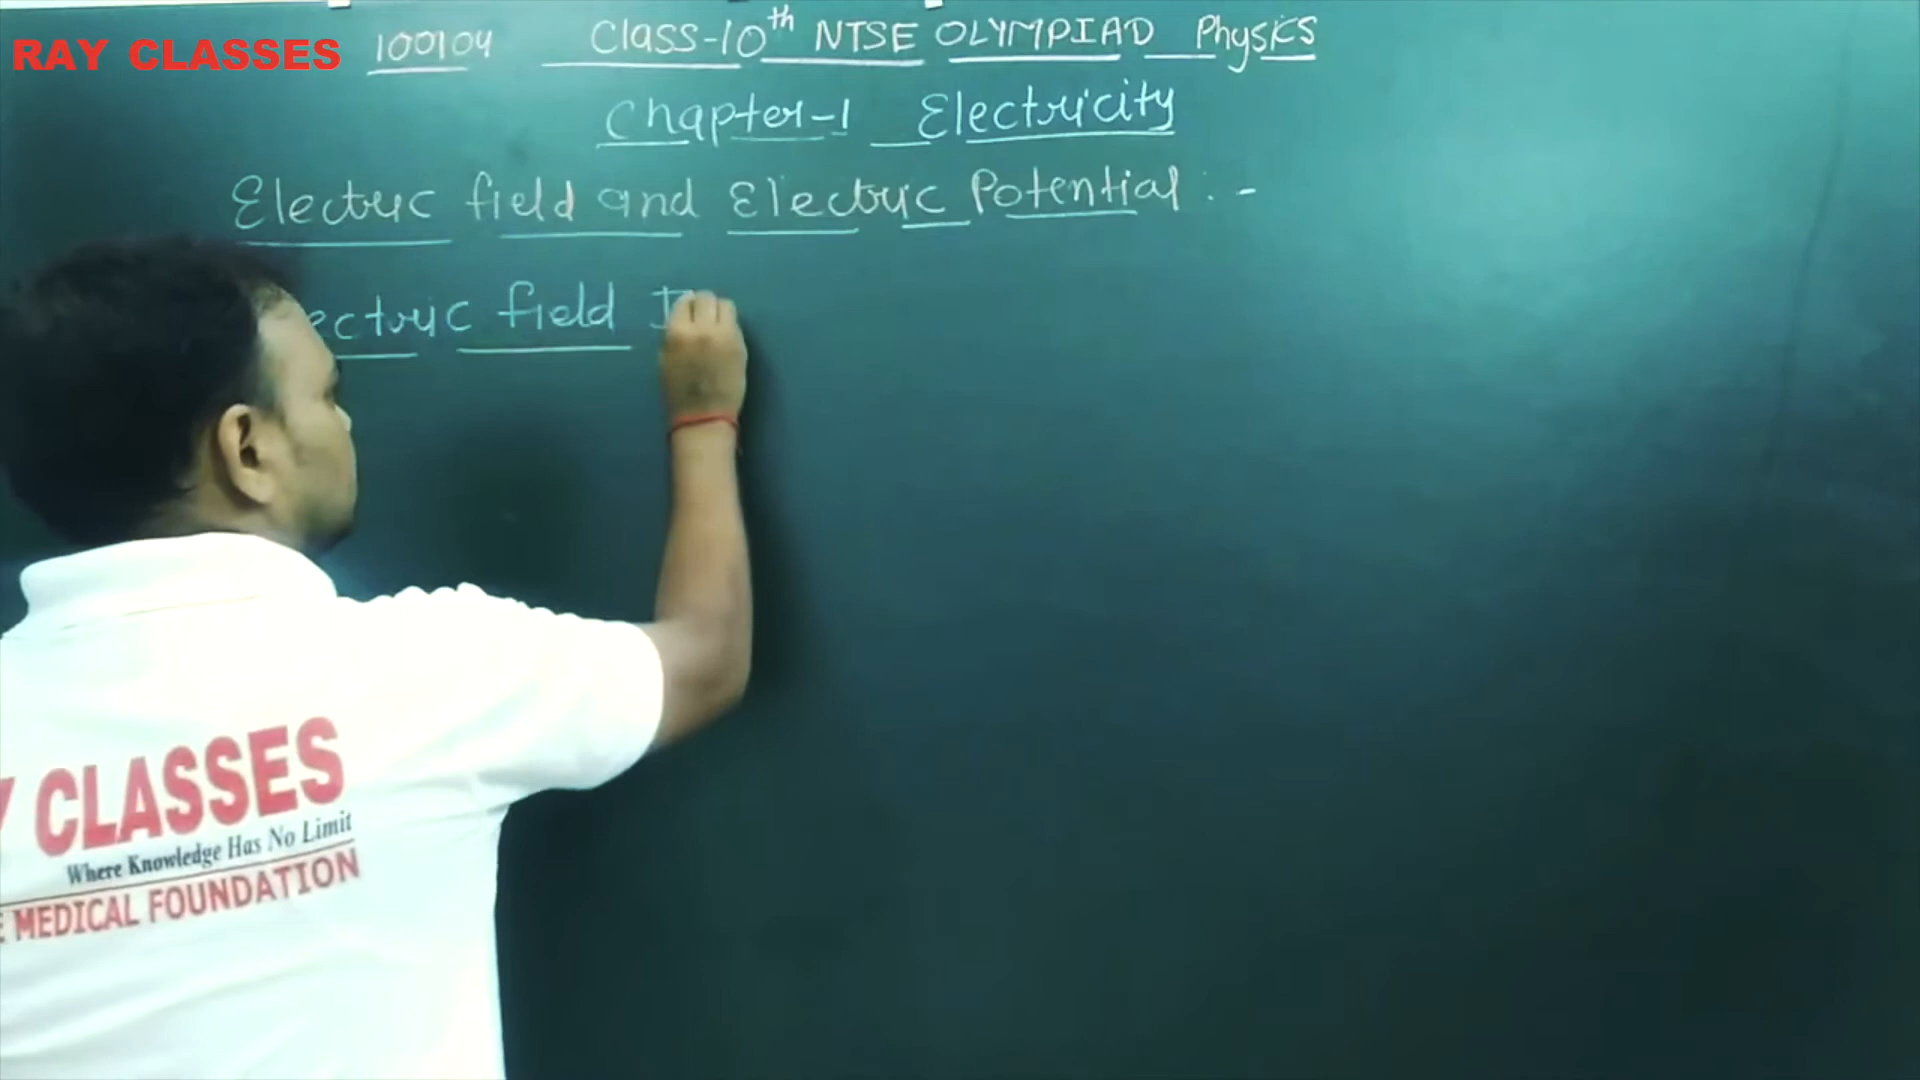 RAY CLASSES 100104 Class-10th NTSE OLYMPIAD Physics
Chapter-1 Electricity
Electric field and Electric Potential :-
ectric field
CLASSES
Where Knowledge Has No Limit
MEDICAL FOUNDATION